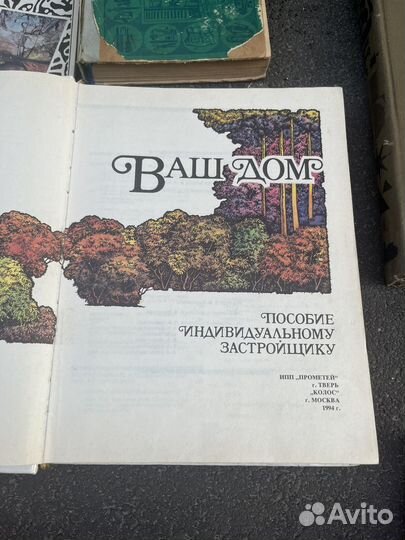 ВАШ ДОМ
ПОСОБИЕ
ИНДИВИДУАЛЬНОМУ
ЗАСТРОЙЩИКУ
ИПП „ПРОМЕТЕЙ"
г. ТВЕРЬ
„КОЛОС"
г. МОСКВА
1994 г.
Avito